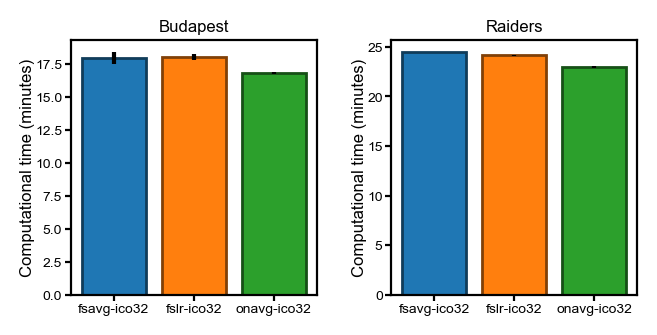 Budapest
Computational time (minutes)
17.5
15.0
12.5
10.0
7.5
5.0
2.5
0.0
fsavg-ico32 fslr-ico32 onavg-ico32
Raiders
Computational time (minutes)
25
20
15
10
5
0
fsavg-ico32 fslr-ico32 onavg-ico32